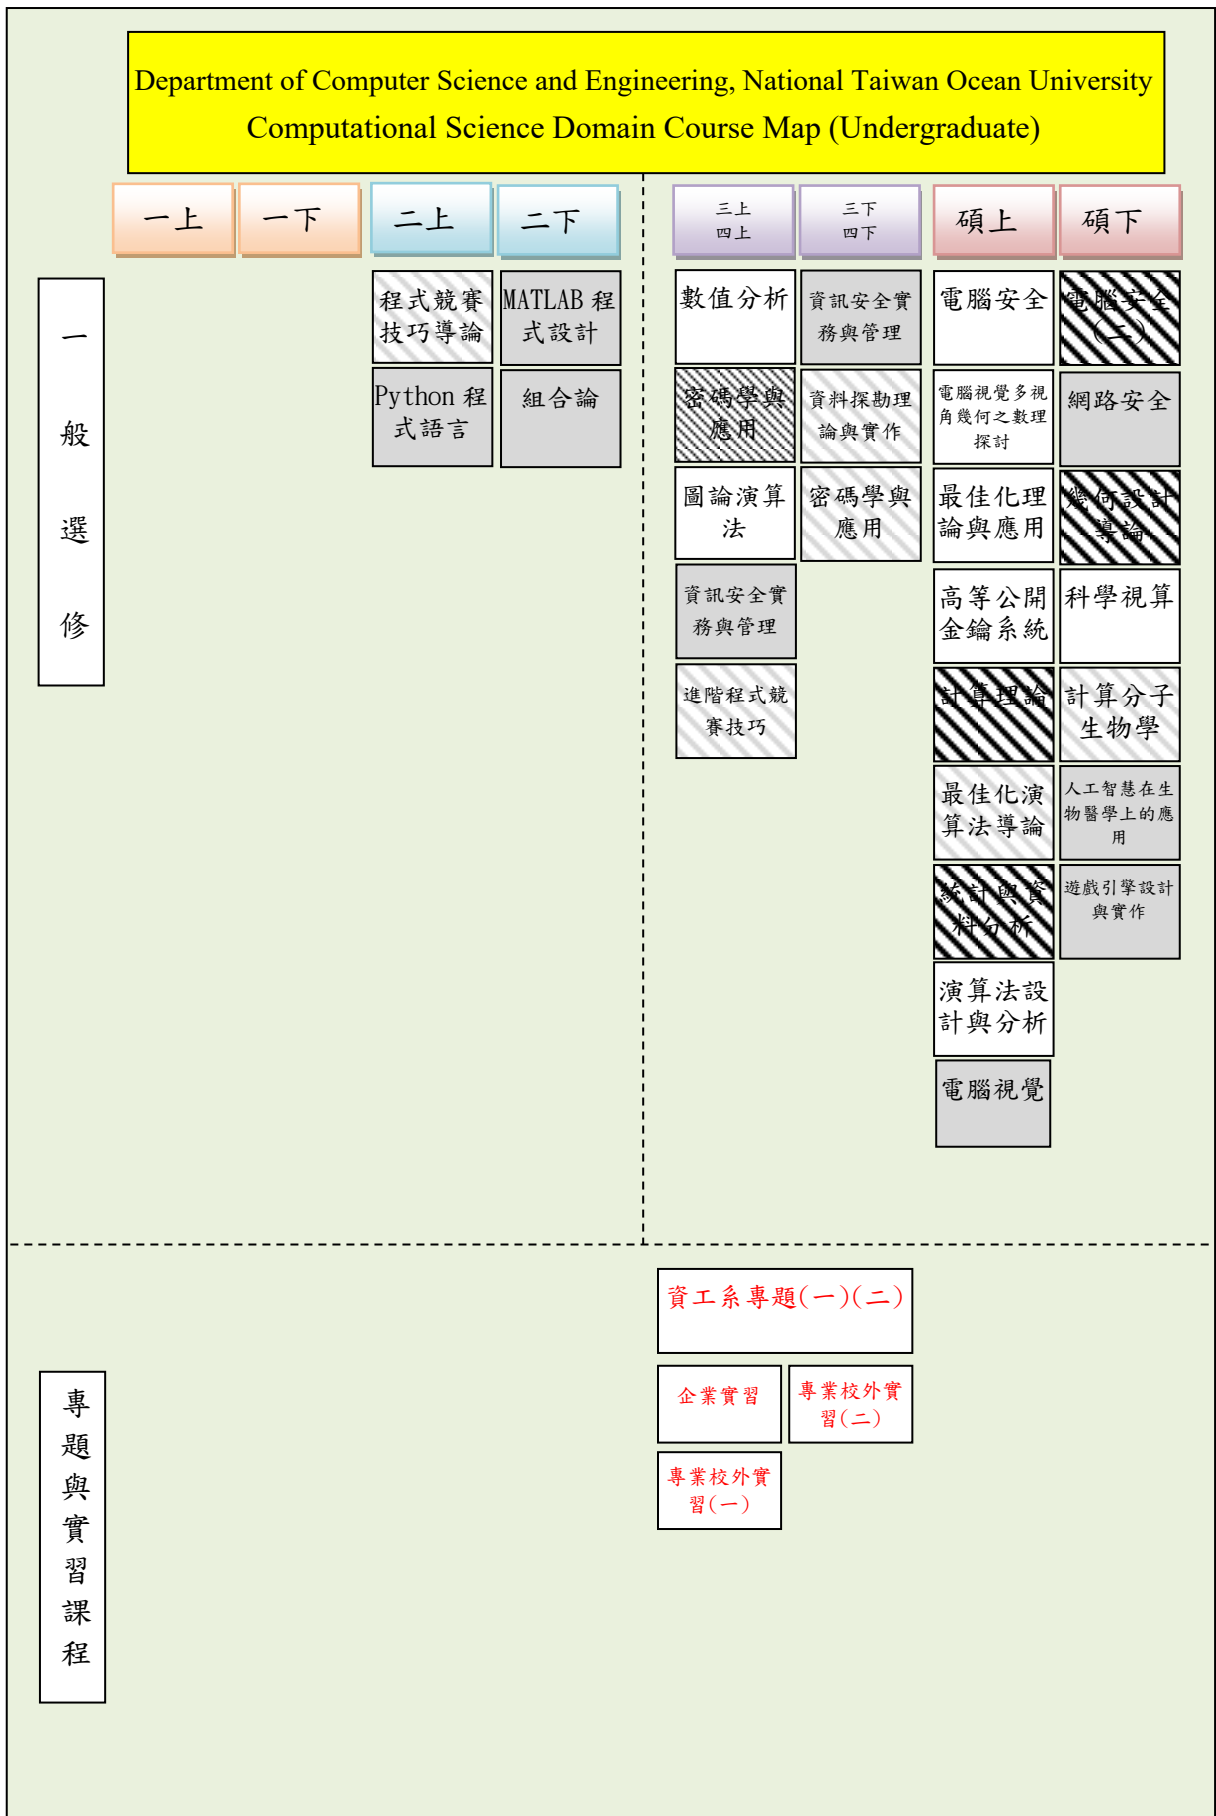 Department of Computer Science and Engineering, National Taiwan Ocean University
Computational Science Domain Course Map (Undergraduate)
一上
一下
二上
二下
三上
四上
三下
四下
碩上
碩下
一
般
選
修
程式競賽
技巧導論
Python 程
式語言
MATLAB 程
式設計
組合論
數值分析
密碼學與
應用
圖論演算
法
資訊安全實
務與管理
進階程式競
賽技巧
資訊安全實
務與管理
資料探勘理
論與實作
密碼學與
應用
電腦安全
電腦視覺多視
角幾何之數理
探討
最佳化理
論與應用
高等公開
金鑰系統
計算理論
最佳化演
算法導論
統計與資
料分析
演算法設
計與分析
電腦視覺
電腦安全
(二)
網路安全
幾何設計
導論
科學視算
計算分子
生物學
人工智慧在生
物醫學上的應
用
遊戲引擎設計
與實作
專
題
與
實
習
課
程
資工系專題(一)(二)
企業實習
專業校外實
習(二)
專業校外實
習(一)